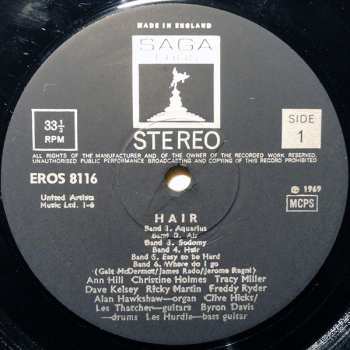 MADE IN ENGLAND
SAGA
EROS
33⅓
RPM
STEREO
SIDE
1
ALL RIGHTS OF THE MANUFACTURER AND OF THE OWNER OF THE RECORDED WORK RESERVED.
UNAUTHORISED PUBLIC PERFORMANCE BROADCASTING AND COPYING OF THIS RECORD PROHIBITED
EROS 8116
United Artists
Music Ltd. 1-6
℗ 1969
MCPS
HAIR
Band 1. Aquarius
Band 2. Air
Band 3. Sodomy
Band 4. Hair
Band 5. Easy to be Hard
Band 6. Where do I go
(Galt McDermott/James Rado/Jerome Ragni)
Ann Hill Christine Holmes Tracy Miller
Dave Kelsey Ricky Martin Freddy Ryder
Alan Hawkshaw—organ Clive Hicks/
Les Thatcher—guitars Byron Davis
—drums Les Hurdle—bass guitar